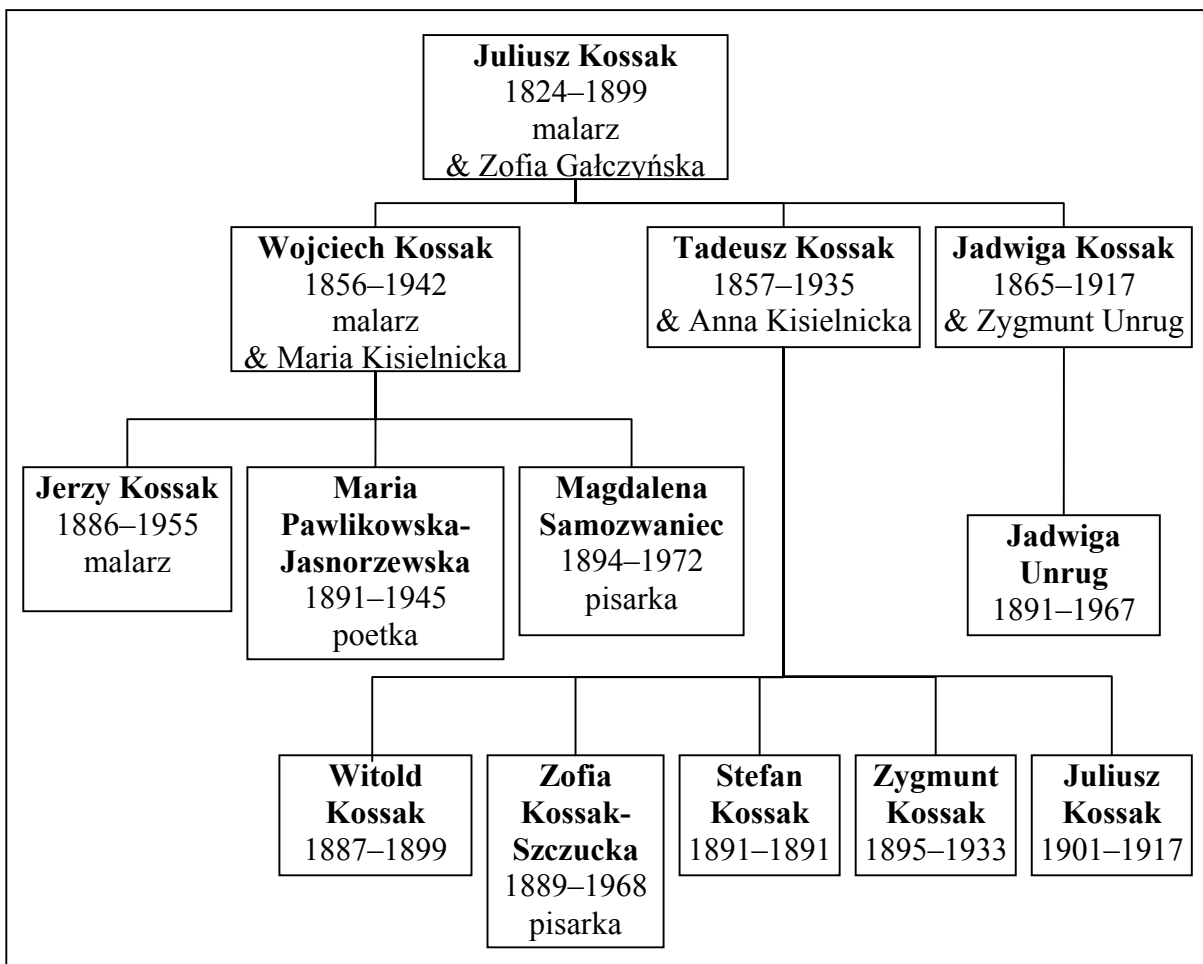 Juliusz Kossak
1824–1899
malarz
& Zofia Gałczyńska
Wojciech Kossak
1856–1942
malarz
& Maria Kisielnicka
Tadeusz Kossak
1857–1935
& Anna Kisielnicka
Jadwiga Kossak
1865–1917
& Zygmunt Unrug
Jerzy Kossak
1886–1955
malarz
Maria
Pawlikowska-
Jasnorzewska
1891–1945
poetka
Magdalena
Samozwaniec
1894–1972
pisarka
Jadwiga
Unrug
1891–1967
Witold
Kossak
1887–1899
Zofia
Kossak-
Szczucka
1889–1968
pisarka
Stefan
Kossak
1891–1891
Zygmunt
Kossak
1895–1933
Juliusz
Kossak
1901–1917